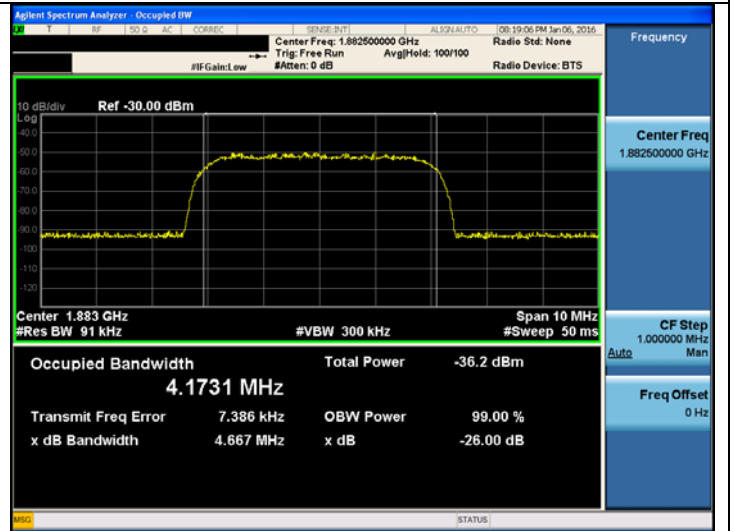 Agilent Spectrum Analyzer - Occupied BW
LXI T RF 50 Ω AC CORREC SENSE:INT ALIGN AUTO 08:19:06 PM Jan 06, 2016
Center Freq: 1.882500000 GHz Radio Std: None
Trig: Free Run Avg|Hold: 100/100
#IFGain:Low #Atten: 0 dB Radio Device: BTS
Frequency
10 dB/div Ref -30.00 dBm
Log
-40.0
-50.0
-60.0
-70.0
-80.0
-90.0
-100
-110
-120
Center 1.883 GHz Span 10 MHz
#Res BW 91 kHz #VBW 300 kHz #Sweep 50 ms
Center Freq
1.882500000 GHz
CF Step
1.000000 MHz
Auto Man
Freq Offset
0 Hz
Occupied Bandwidth Total Power -36.2 dBm
4.1731 MHz
Transmit Freq Error 7.386 kHz OBW Power 99.00 %
x dB Bandwidth 4.667 MHz x dB -26.00 dB
MSG STATUS